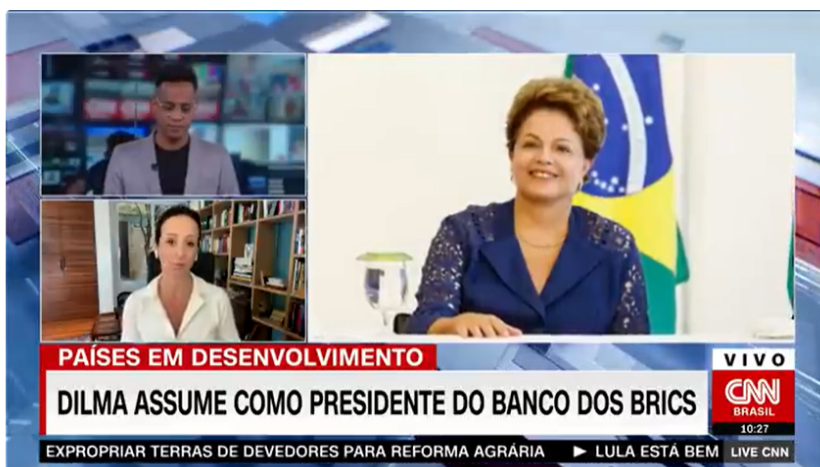 PAÍSES EM DESENVOLVIMENTO
DILMA ASSUME COMO PRESIDENTE DO BANCO DOS BRICS
VIVO
CNN
BRASIL
10:27
EXPROPRIAR TERRAS DE DEVEDORES PARA REFORMA AGRÁRIA ▶ LULA ESTÁ BEM
LIVE CNN